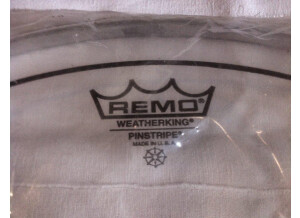 REMO®
WEATHERKING
PINSTRIPE®
MADE IN U.S.A.